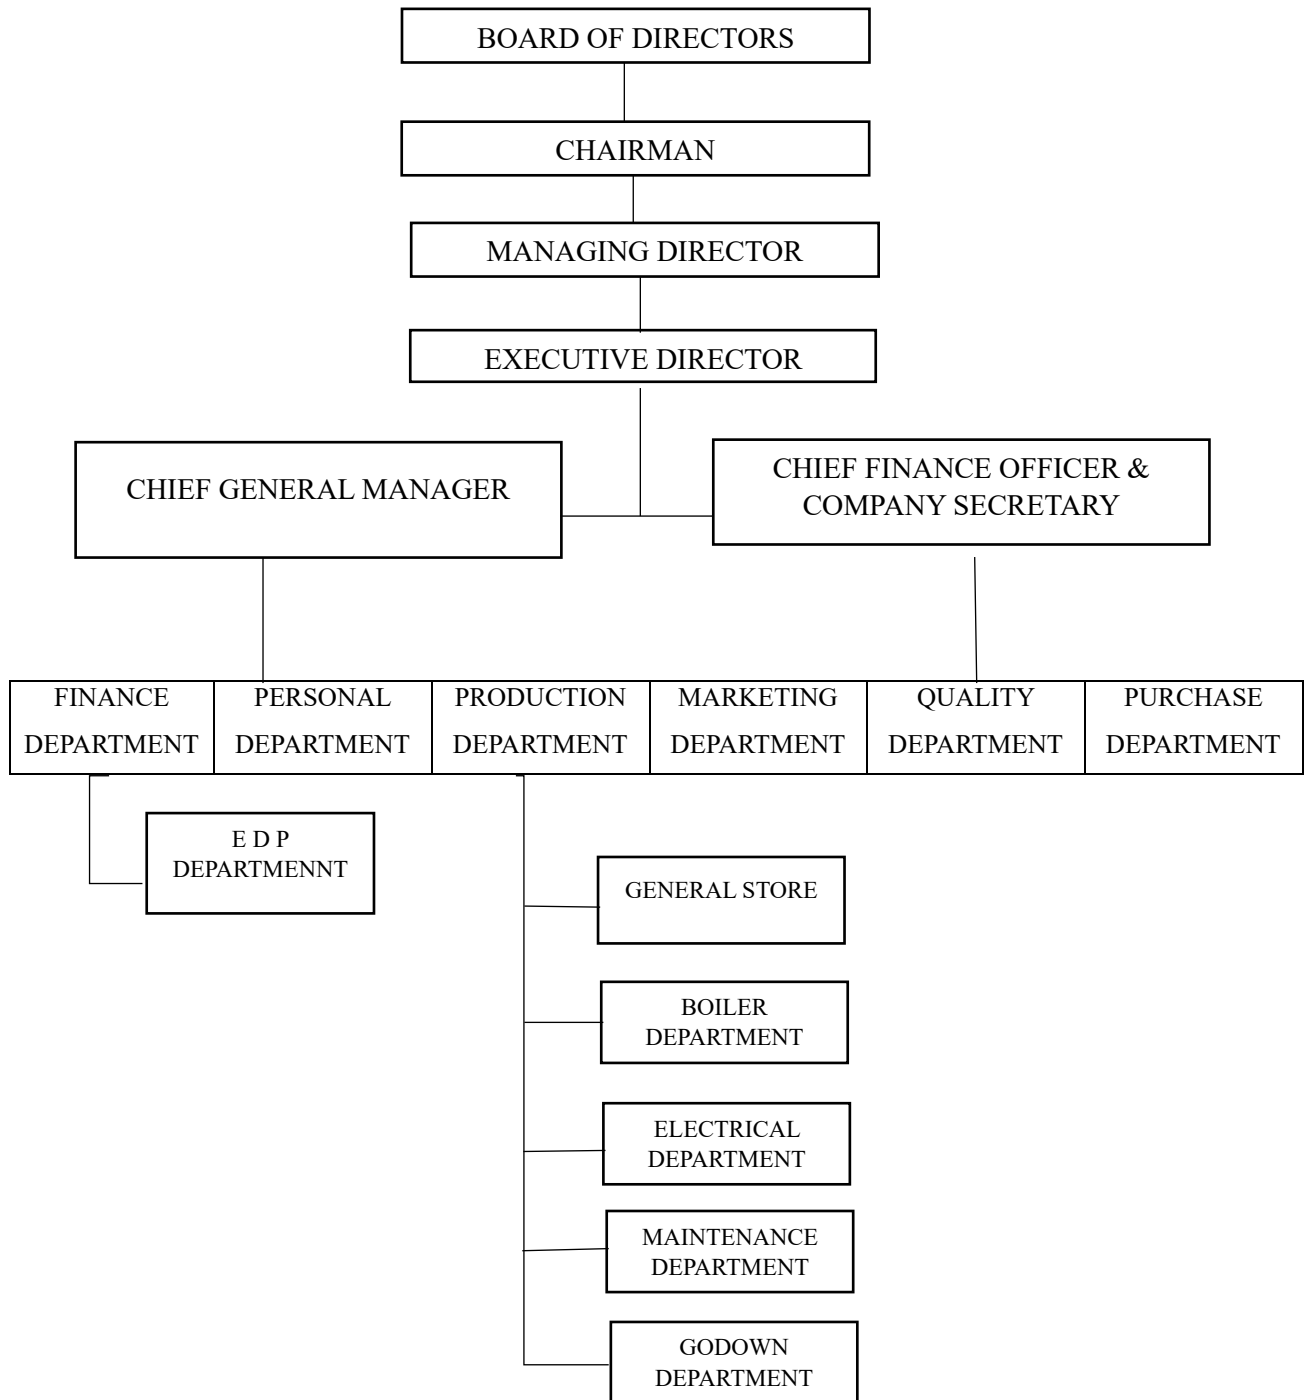 BOARD OF DIRECTORS
CHAIRMAN
MANAGING DIRECTOR
EXECUTIVE DIRECTOR
CHIEF GENERAL MANAGER
CHIEF FINANCE OFFICER &
COMPANY SECRETARY
FINANCE
DEPARTMENT
PERSONAL
DEPARTMENT
PRODUCTION
DEPARTMENT
MARKETING
DEPARTMENT
QUALITY
DEPARTMENT
PURCHASE
DEPARTMENT
E D P
DEPARTMENNT
GENERAL STORE
BOILER
DEPARTMENT
ELECTRICAL
DEPARTMENT
MAINTENANCE
DEPARTMENT
GODOWN
DEPARTMENT